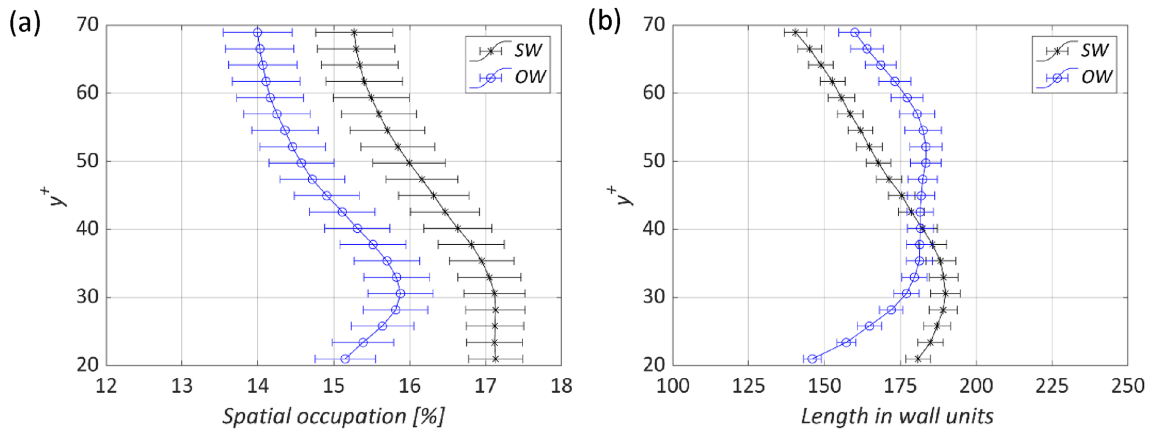 (a)
70
60
50
40
30
20
y+
12 13 14 15 16 17 18
Spatial occupation [%]
SW
OW
(b)
70
60
50
40
30
20
y+
100 125 150 175 200 225 250
Length in wall units
SW
OW